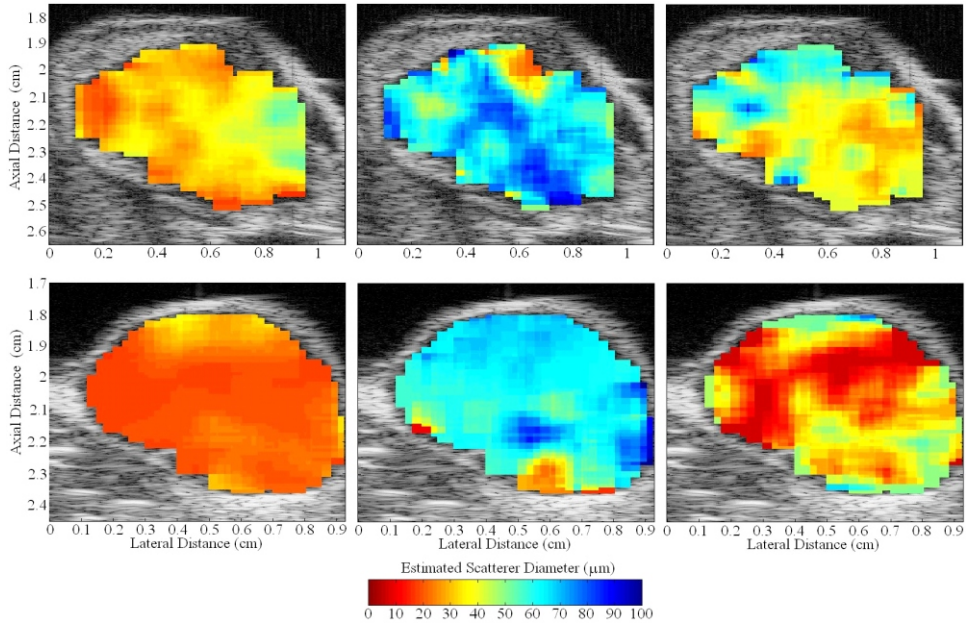 1.8
1.9
2
2.1
2.2
2.3
2.4
2.5
2.6
Axial Distance (cm)
0 0.2 0.4 0.6 0.8 1
0 0.2 0.4 0.6 0.8 1
0 0.2 0.4 0.6 0.8 1
1.7
1.8
1.9
2
2.1
2.2
2.3
2.4
Axial Distance (cm)
0 0.1 0.2 0.3 0.4 0.5 0.6 0.7 0.8 0.9
0 0.1 0.2 0.3 0.4 0.5 0.6 0.7 0.8 0.9
0 0.1 0.2 0.3 0.4 0.5 0.6 0.7 0.8 0.9
Lateral Distance (cm)
Lateral Distance (cm)
Lateral Distance (cm)
Estimated Scatterer Diameter (μm)
0 10 20 30 40 50 60 70 80 90 100